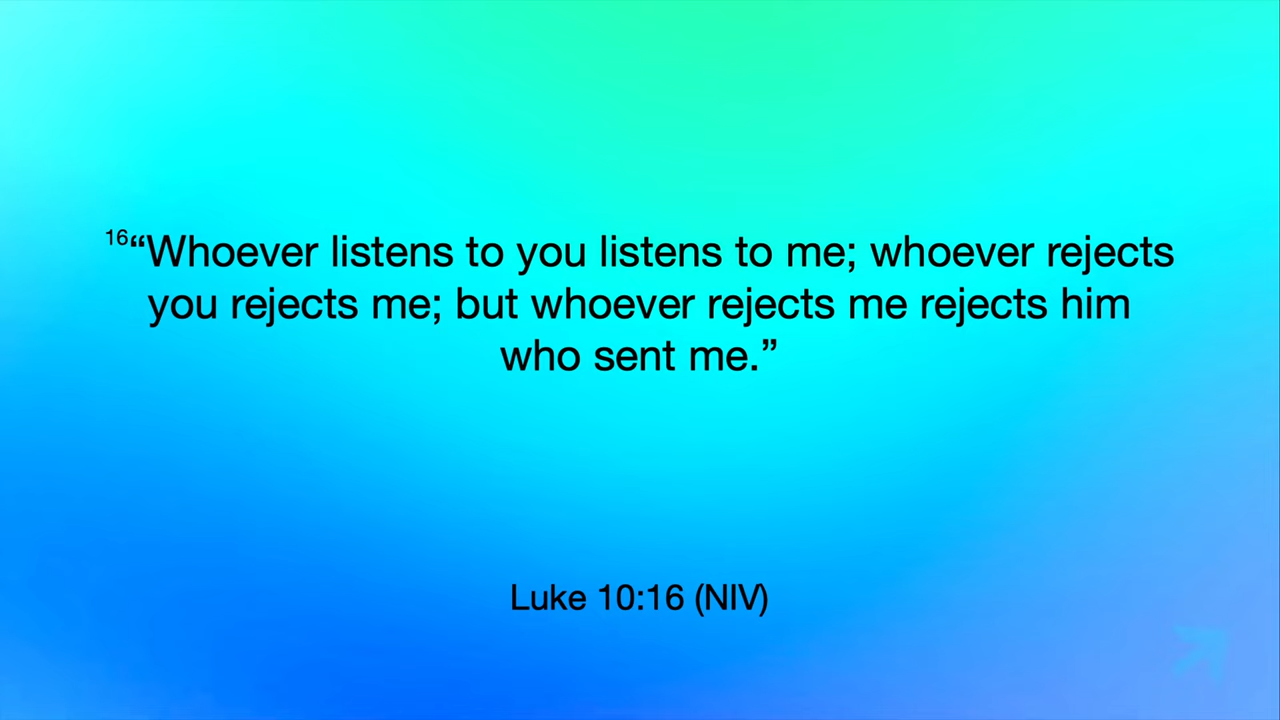 16“Whoever listens to you listens to me; whoever rejects
you rejects me; but whoever rejects me rejects him
who sent me.”
Luke 10:16 (NIV)